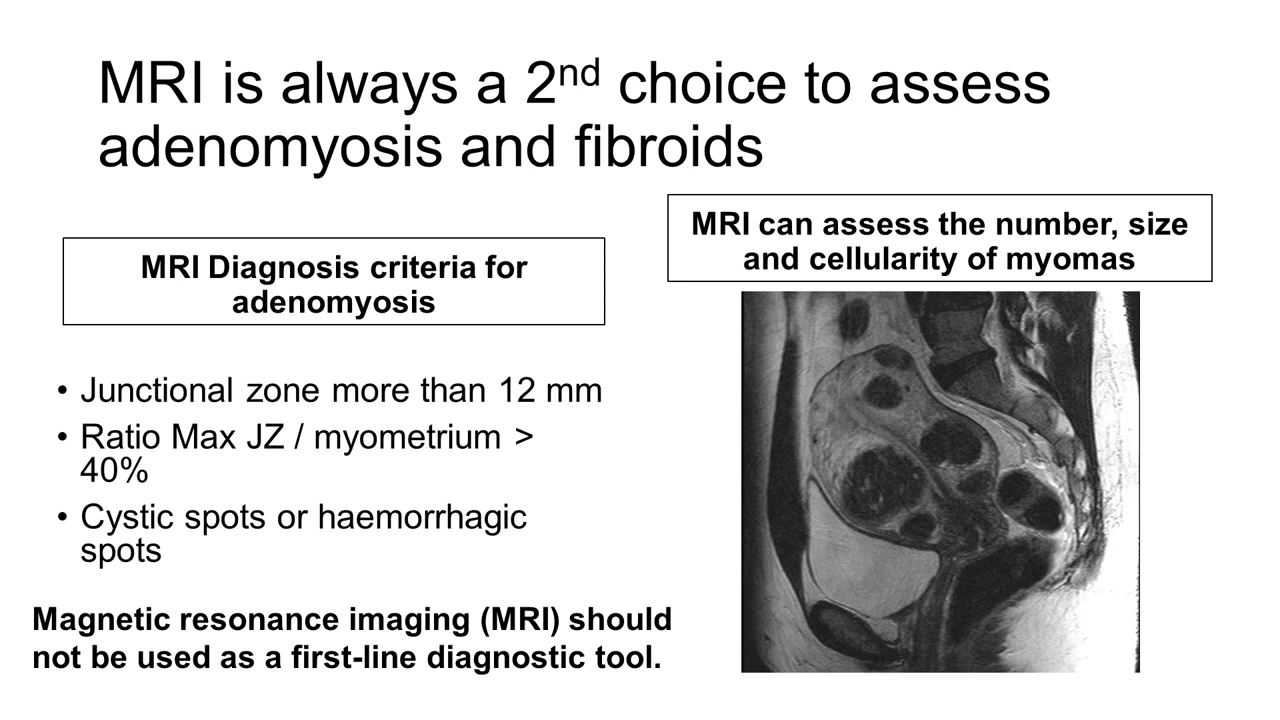 MRI is always a 2nd choice to assess
adenomyosis and fibroids
MRI Diagnosis criteria for
adenomyosis
• Junctional zone more than 12 mm
• Ratio Max JZ / myometrium >
40%
• Cystic spots or haemorrhagic
spots
Magnetic resonance imaging (MRI) should
not be used as a first-line diagnostic tool.
MRI can assess the number, size
and cellularity of myomas